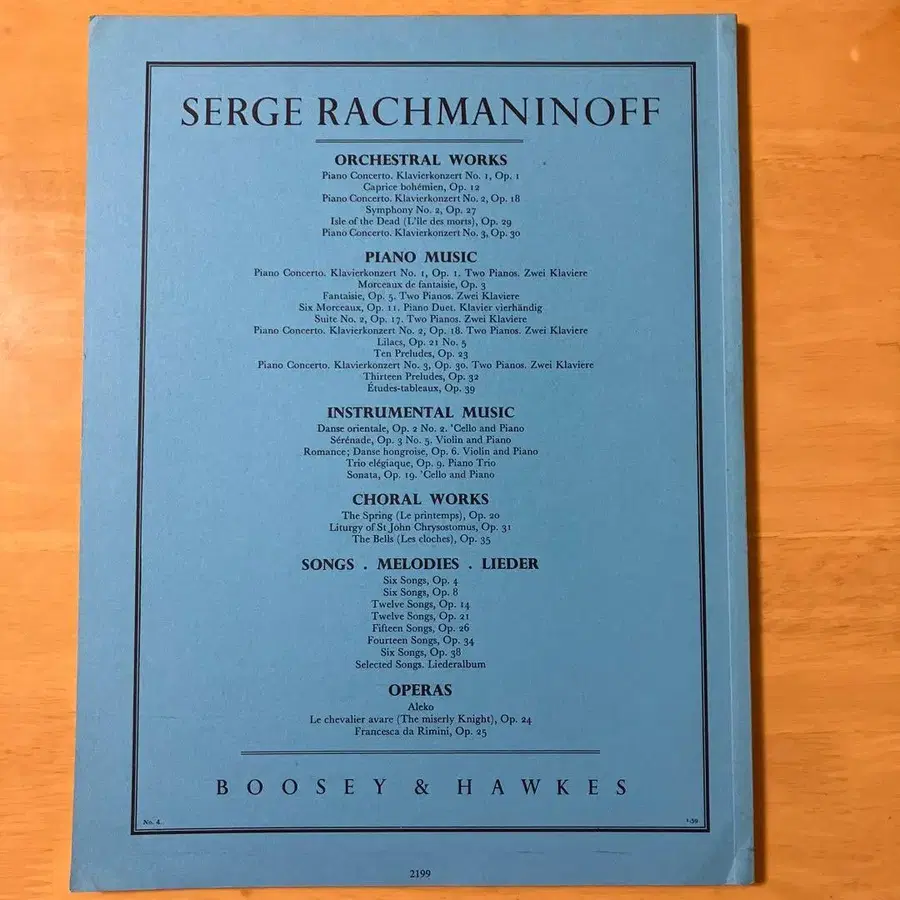 SERGE RACHMANINOFF
ORCHESTRAL WORKS
Piano Concerto. Klavierkonzert No. 1, Op. 1
Caprice bohémien, Op. 12
Piano Concerto. Klavierkonzert No. 2, Op. 18
Symphony No. 2, Op. 27
Isle of the Dead (L'île des morts), Op. 29
Piano Concerto. Klavierkonzert No. 3, Op. 30
PIANO MUSIC
Piano Concerto. Klavierkonzert No. 1, Op. 1. Two Pianos. Zwei Klaviere
Morceaux de fantaisie, Op. 3
Fantaisie, Op. 5. Two Pianos. Zwei Klaviere
Six Morceaux, Op. 11. Piano Duet. Klavier vierhändig
Suite No. 2, Op. 17. Two Pianos. Zwei Klaviere
Piano Concerto. Klavierkonzert No. 2, Op. 18. Two Pianos. Zwei Klaviere
Lilacs, Op. 21 No. 5
Ten Preludes, Op. 23
Piano Concerto. Klavierkonzert No. 3, Op. 30. Two Pianos. Zwei Klaviere
Thirteen Preludes, Op. 32
Études-tableaux, Op. 39
INSTRUMENTAL MUSIC
Danse orientale, Op. 2 No. 2. 'Cello and Piano
Sérénade, Op. 3 No. 5. Violin and Piano
Romance; Danse hongroise, Op. 6. Violin and Piano
Trio elégiaque, Op. 9. Piano Trio
Sonata, Op. 19. 'Cello and Piano
CHORAL WORKS
The Spring (Le printemps), Op. 20
Liturgy of St John Chrysostomus, Op. 31
The Bells (Les cloches), Op. 35
SONGS . MELODIES . LIEDER
Six Songs, Op. 4
Six Songs, Op. 8
Twelve Songs, Op. 14
Twelve Songs, Op. 21
Fifteen Songs, Op. 26
Fourteen Songs, Op. 34
Six Songs, Op. 38
Selected Songs. Liederalbum
OPERAS
Aleko
Le chevalier avare (The miserly Knight), Op. 24
Francesca da Rimini, Op. 25
BOOSEY & HAWKES
No. 4.
2199